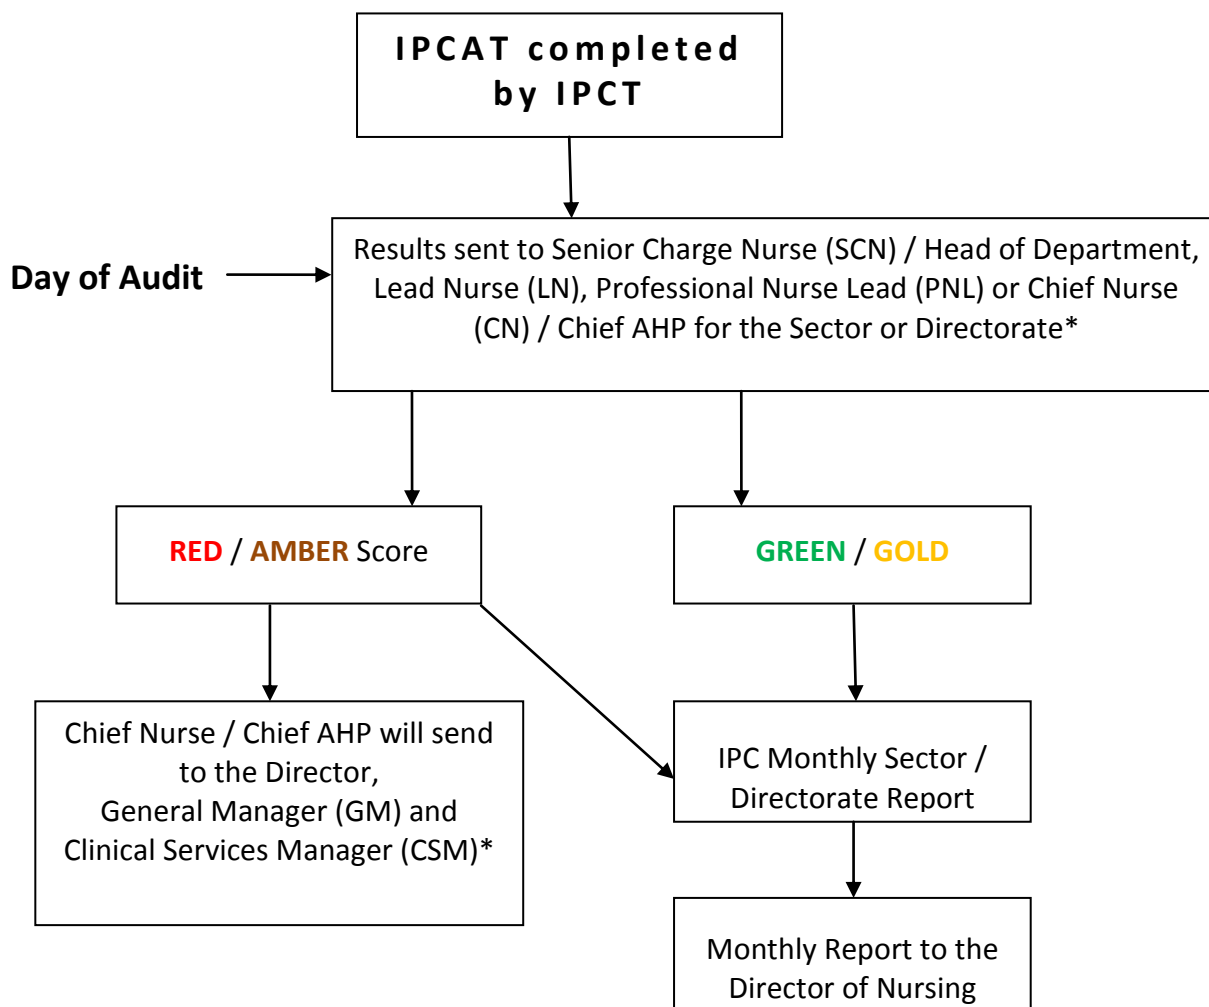 IPCAT completed
by IPCT
Day of Audit
Results sent to Senior Charge Nurse (SCN) / Head of Department,
Lead Nurse (LN), Professional Nurse Lead (PNL) or Chief Nurse
(CN) / Chief AHP for the Sector or Directorate*
RED / AMBER Score
GREEN / GOLD
Chief Nurse / Chief AHP will send
to the Director,
General Manager (GM) and
Clinical Services Manager (CSM)*
IPC Monthly Sector /
Directorate Report
Monthly Report to the
Director of Nursing